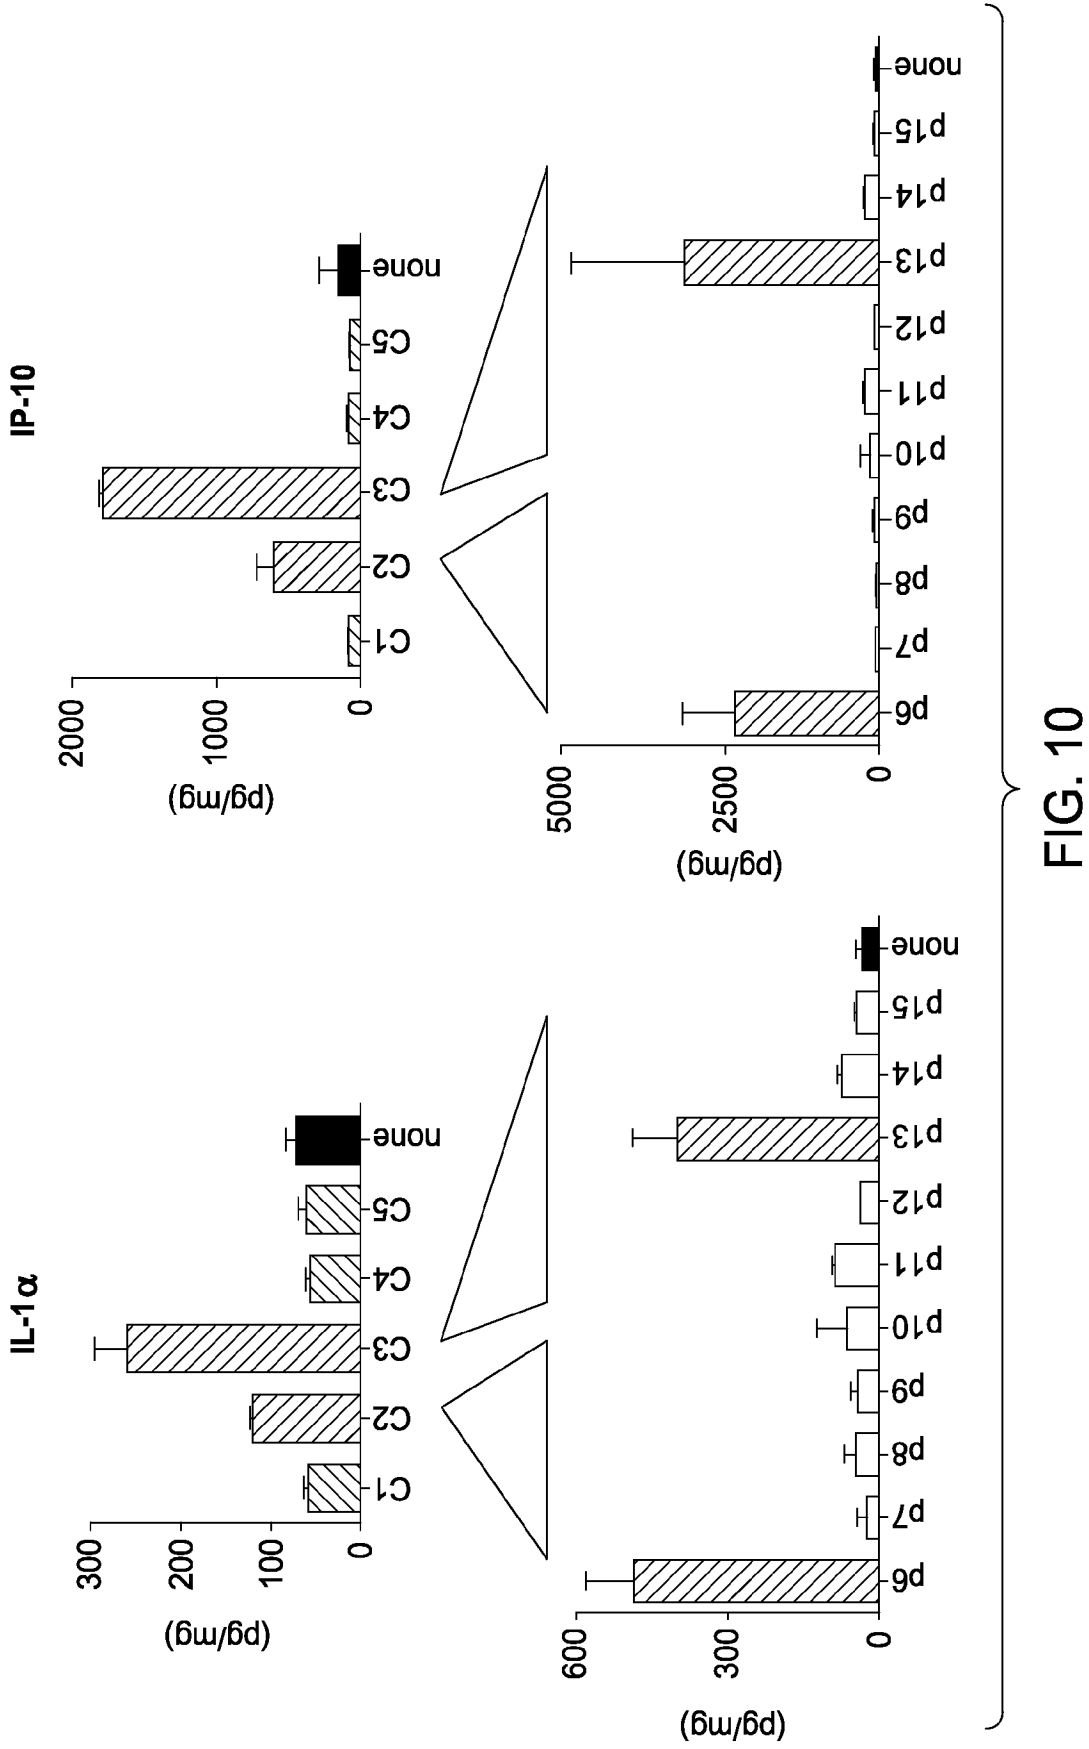 IL-1α
(pg/mg)
300
200
100
0
C1 C2 C3 C4 C5 none
(pg/mg)
600
300
0
p6 p7 p8 p9 p10 p11 p12 p13 p14 p15 none
IP-10
(pg/mg)
2000
1000
0
C1 C2 C3 C4 C5 none
(pg/mg)
5000
2500
0
p6 p7 p8 p9 p10 p11 p12 p13 p14 p15 none
FIG. 10